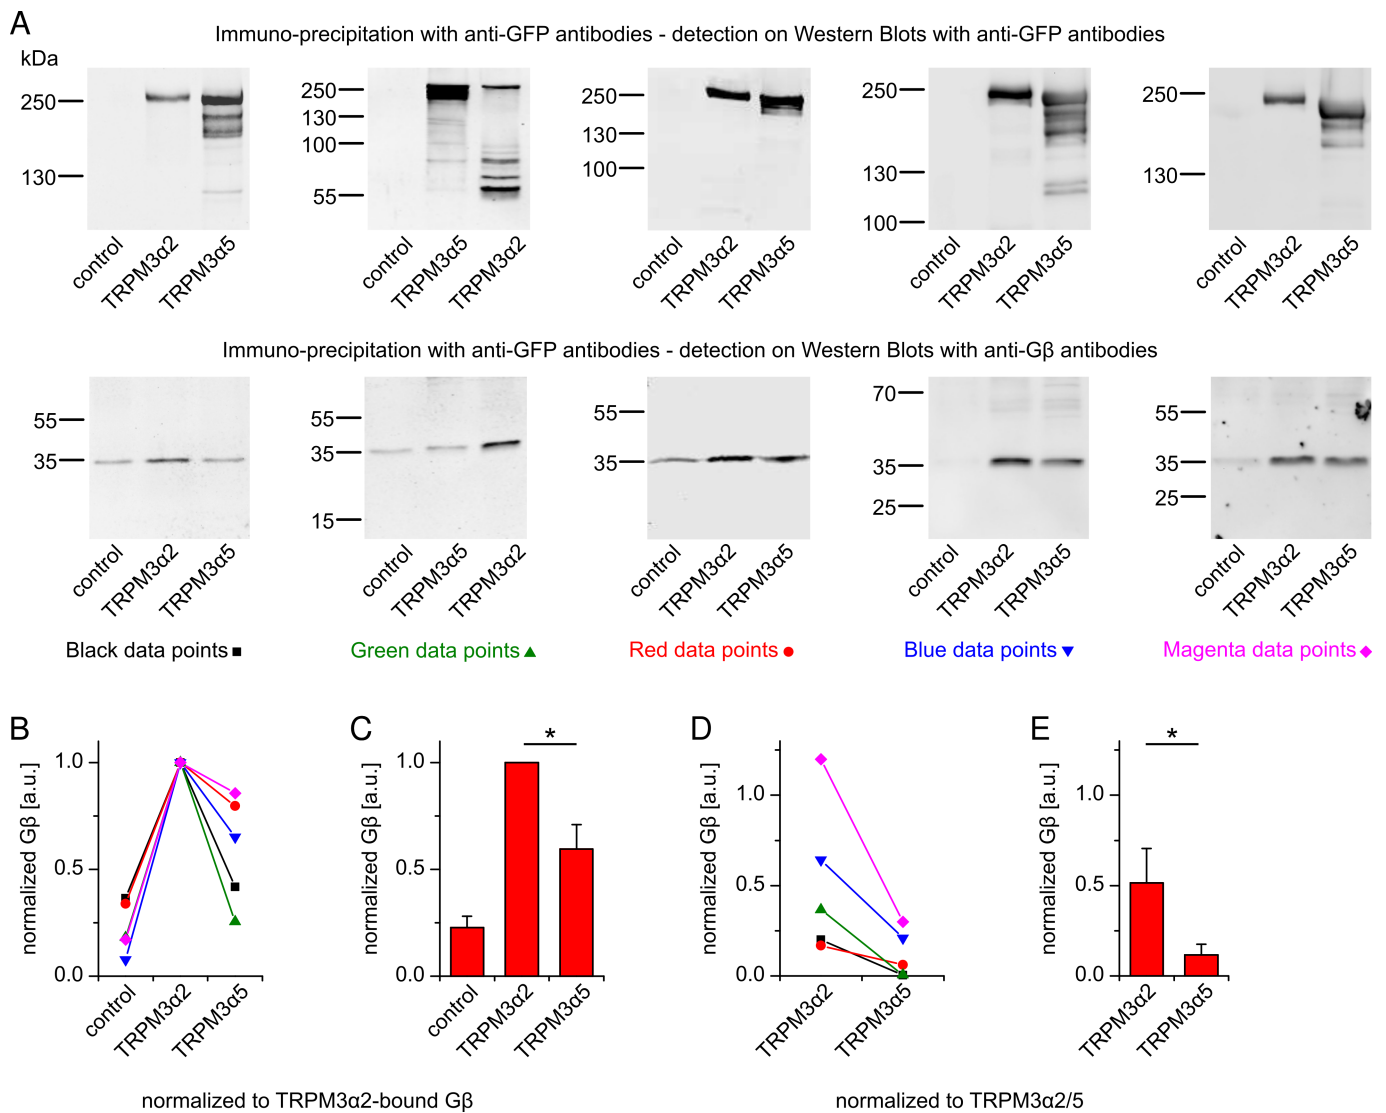 A
Immuno-precipitation with anti-GFP antibodies - detection on Western Blots with anti-GFP antibodies
kDa
250
130
control
TRPM3α2
TRPM3α5
250
130
100
55
control
TRPM3α5
TRPM3α2
250
130
100
control
TRPM3α2
TRPM3α5
250
130
100
control
TRPM3α2
TRPM3α5
250
130
control
TRPM3α2
TRPM3α5
Immuno-precipitation with anti-GFP antibodies - detection on Western Blots with anti-Gβ antibodies
55
35
control
TRPM3α2
TRPM3α5
55
35
15
control
TRPM3α5
TRPM3α2
55
35
control
TRPM3α2
TRPM3α5
70
35
25
control
TRPM3α2
TRPM3α5
55
35
25
control
TRPM3α2
TRPM3α5
Black data points
Green data points
Red data points
Blue data points
Magenta data points
B
normalized Gβ [a.u.]
1.0
0.5
0.0
control
TRPM3α2
TRPM3α5
C
normalized Gβ [a.u.]
1.0
0.5
0.0
*
control
TRPM3α2
TRPM3α5
normalized to TRPM3α2-bound Gβ
D
normalized Gβ [a.u.]
1.0
0.5
0.0
TRPM3α2
TRPM3α5
E
normalized Gβ [a.u.]
1.0
0.5
0.0
*
TRPM3α2
TRPM3α5
normalized to TRPM3α2/5